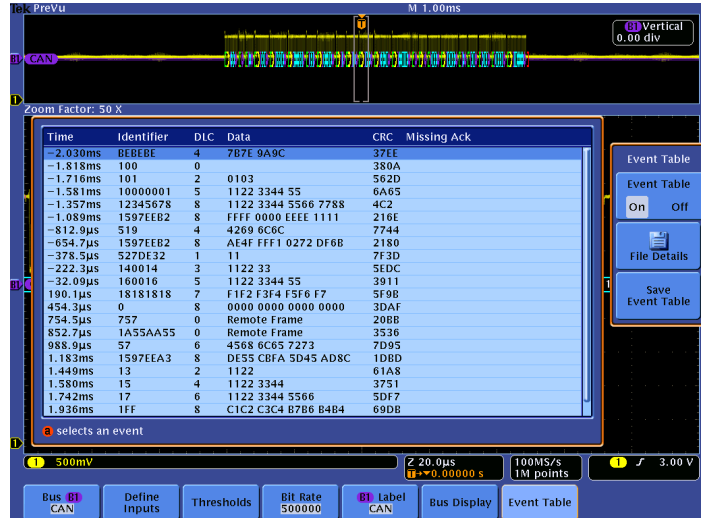 Tek PreVu M 1.00ms
B1 Vertical
0.00 div
B1 CAN
1
Zoom Factor: 50 X
Time Identifier DLC Data CRC Missing Ack
−2.030ms BEBEBE 4 7B7E 9A9C 37EE
−1.818ms 100 0 380A
−1.716ms 101 2 0103 562D
−1.581ms 10000001 5 1122 3344 55 6A65
−1.357ms 12345678 8 1122 3344 5566 7788 4C2
−1.089ms 1597EEB2 8 FFFF 0000 EEEE 1111 216E
−812.9µs 519 4 4269 6C6C 7744
−654.7µs 1597EEB2 8 AE4F FFF1 0272 DF6B 2180
−378.5µs 527DE32 1 11 7F3D
−222.3µs 140014 3 1122 33 5EDC
−32.09µs 160016 5 1122 3344 55 3911
190.1µs 18181818 7 F1F2 F3F4 F5F6 F7 5F9B
454.3µs 0 8 0000 0000 0000 0000 3DAF
754.5µs 757 0 Remote Frame 20BB
852.7µs 1A55AA55 0 Remote Frame 3536
988.9µs 57 6 4568 6C65 7273 7D95
1.183ms 1597EEA3 8 DE55 CBFA 5D45 AD8C 1DBD
1.449ms 13 2 1122 61A8
1.580ms 15 4 1122 3344 3751
1.742ms 17 6 1122 3344 5566 5DF7
1.936ms 1FF 8 C1C2 C3C4 B7B6 B4B4 69DB
a selects an event
Event Table
Event Table
On Off
File Details
Save
Event Table
B1
1
1 500mV
Z 20.0µs
T→▼0.00000 s
100MS/s
1M points
1 ∫ 3.00 V
Bus B1
CAN
Define
Inputs
Thresholds
Bit Rate
500000
B1 Label
CAN
Bus Display
Event Table